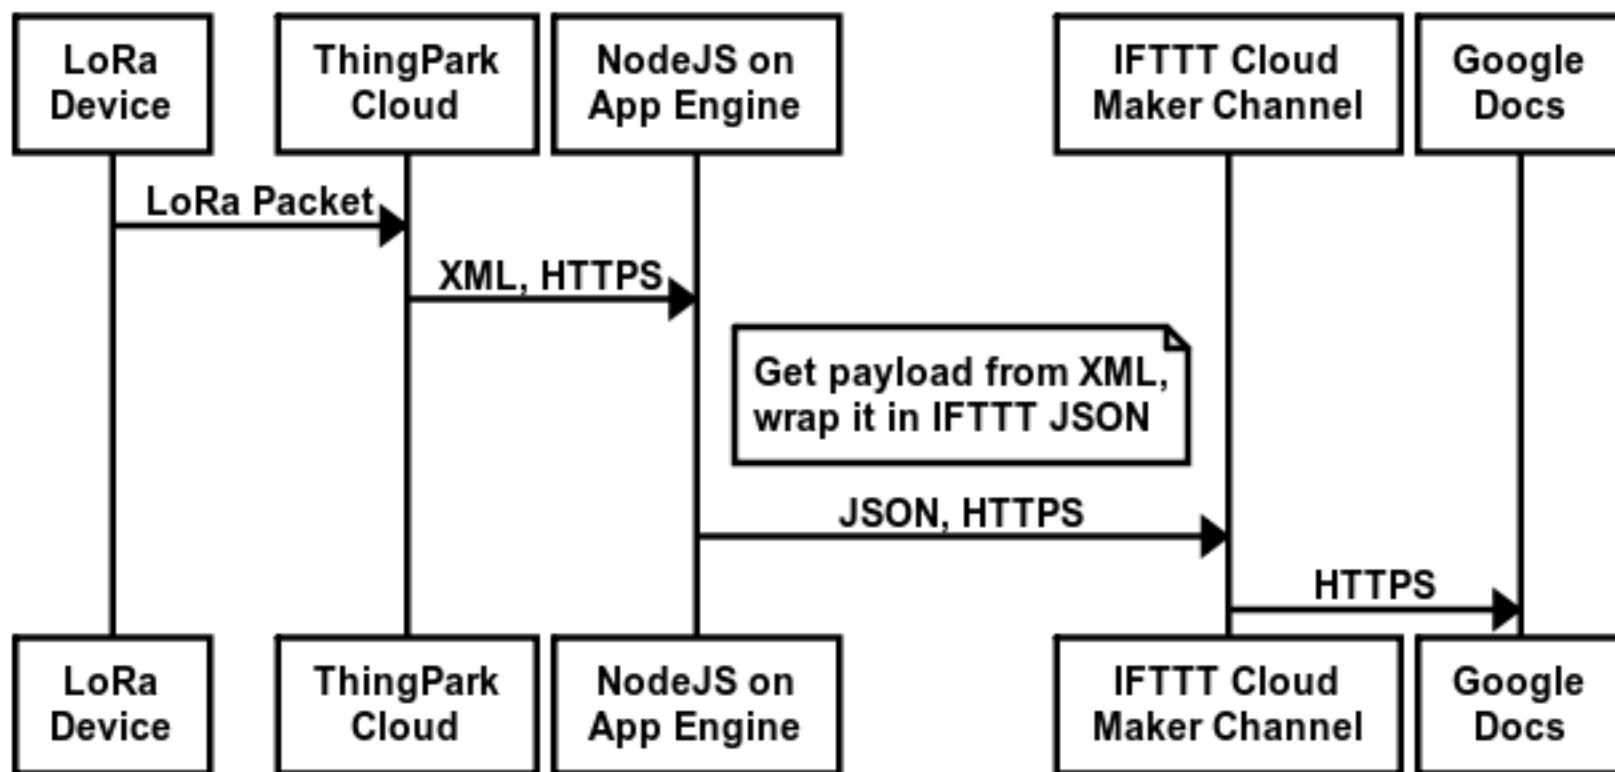 LoRa
Device
ThingPark
Cloud
NodeJS on
App Engine
IFTTT Cloud
Maker Channel
Google
Docs
LoRa Packet
XML, HTTPS
Get payload from XML,
wrap it in IFTTT JSON
JSON, HTTPS
HTTPS
LoRa
Device
ThingPark
Cloud
NodeJS on
App Engine
IFTTT Cloud
Maker Channel
Google
Docs